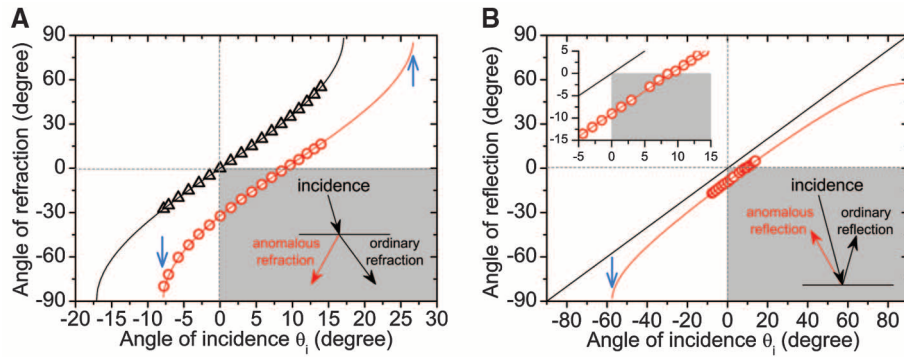 A
Angle of refraction (degree)
90
60
30
0
-30
-60
-90
incidence
anomalous
refraction
ordinary
refraction
-20 -15 -10 -5 0 5 10 15 20 25 30
Angle of incidence θi (degree)
B
Angle of reflection (degree)
90
60
30
0
-30
-60
-90
5
0
-5
-10
-15
-5 0 5 10 15
incidence
anomalous
reflection
ordinary
reflection
-80 -60 -40 -20 0 20 40 60 80
Angle of incidence θi (degree)